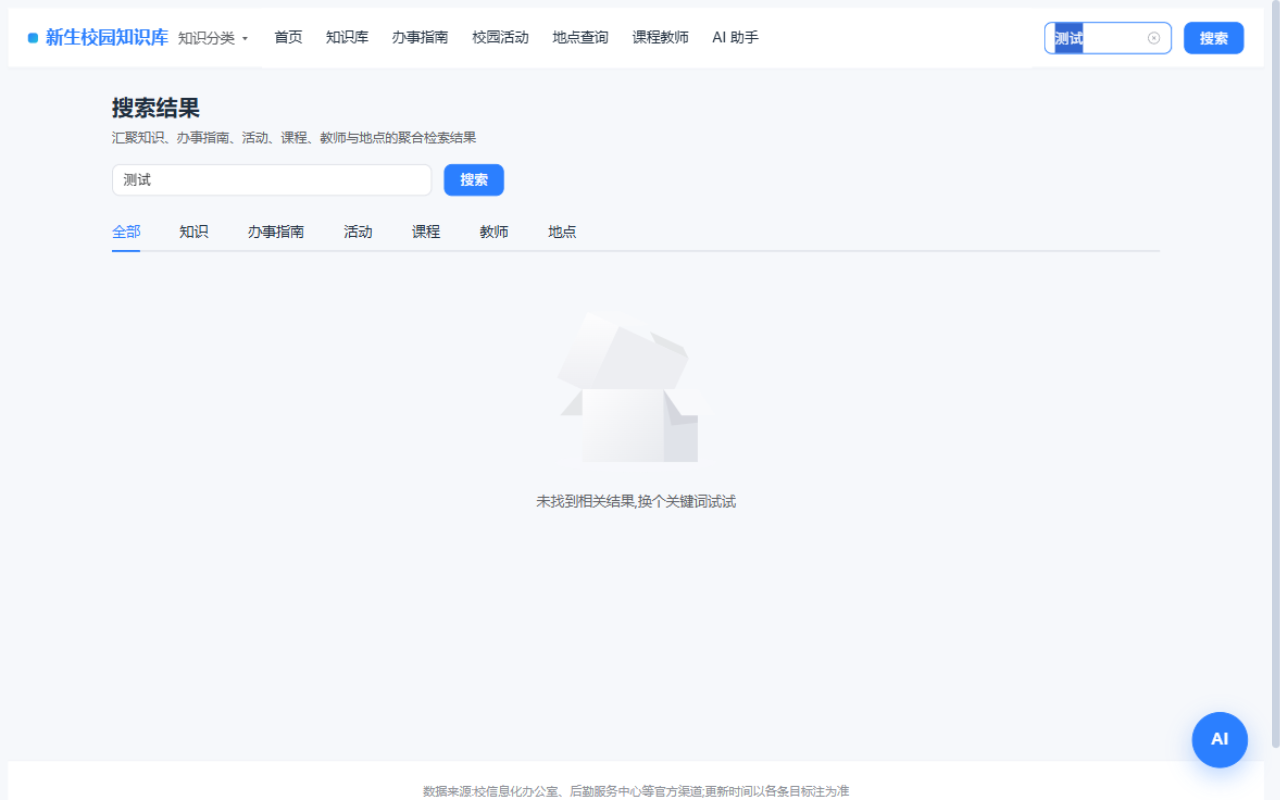 新生校园知识库 知识分类 首页 知识库 办事指南 校园活动 地点查询 课程教师 AI 助手 测试 搜索
搜索结果
汇聚知识、办事指南、活动、课程、教师与地点的聚合检索结果
测试 搜索
全部 知识 办事指南 活动 课程 教师 地点
未找到相关结果,换个关键词试试
AI
数据来源:校信息化办公室、后勤服务中心等官方渠道;更新时间以各条目标注为准